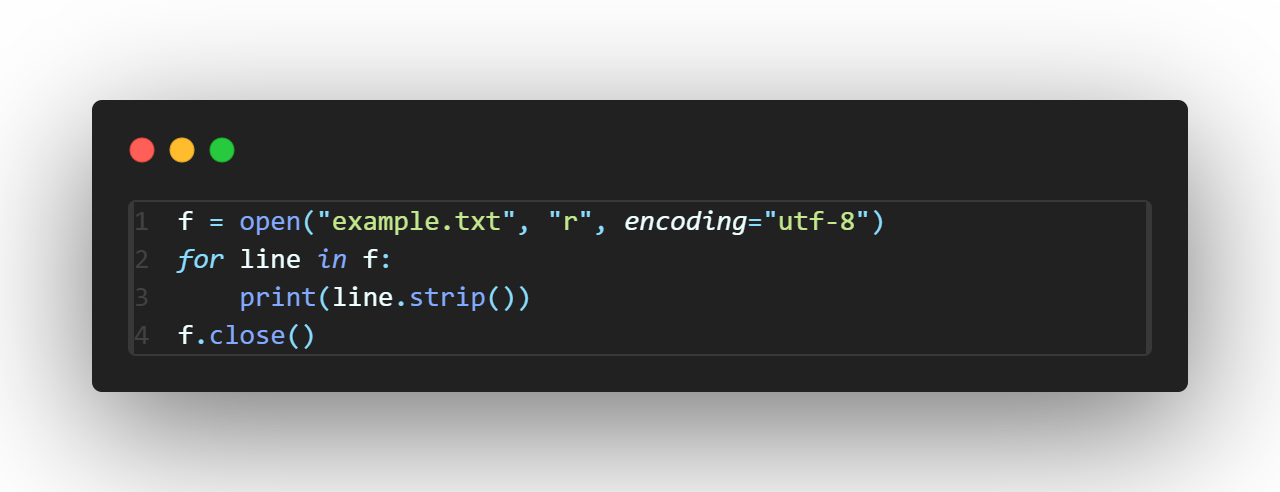 1 f = open("example.txt", "r", encoding="utf-8")
2 for line in f:
3     print(line.strip())
4 f.close()